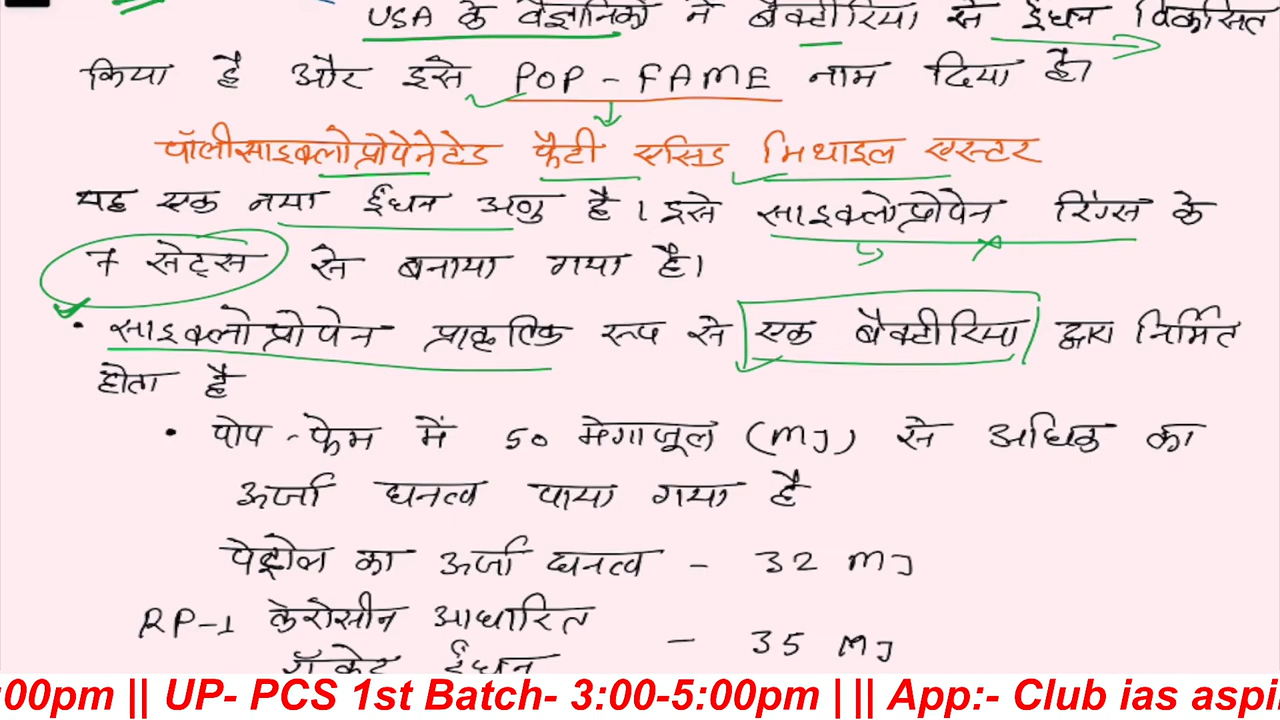 USA के वैज्ञानिकों ने बैक्टीरिया से ईंधन विकसित
किया है और इसे POP - FAME नाम दिया है।
पॉलीसाइक्लोप्रोपेनेटेड फैटी एसिड मिथाइल एस्टर
यह एक नया ईंधन अणु है। इसे साइक्लोप्रोपेन रिंग्स के
7 सेट्स से बनाया गया है।
• साइक्लोप्रोपेन प्राकृतिक रूप से एक बैक्टीरिया द्वारा निर्मित
होता है
• पोप - फेम में 50 मेगाजूल (MJ) से अधिक का
ऊर्जा घनत्व पाया गया है
पेट्रोल का ऊर्जा घनत्व - 32 MJ
RP-1 केरोसीन आधारित
रॉकेट ईंधन - 35 MJ
:00pm || UP- PCS 1st Batch- 3:00-5:00pm | || App:- Club ias aspi